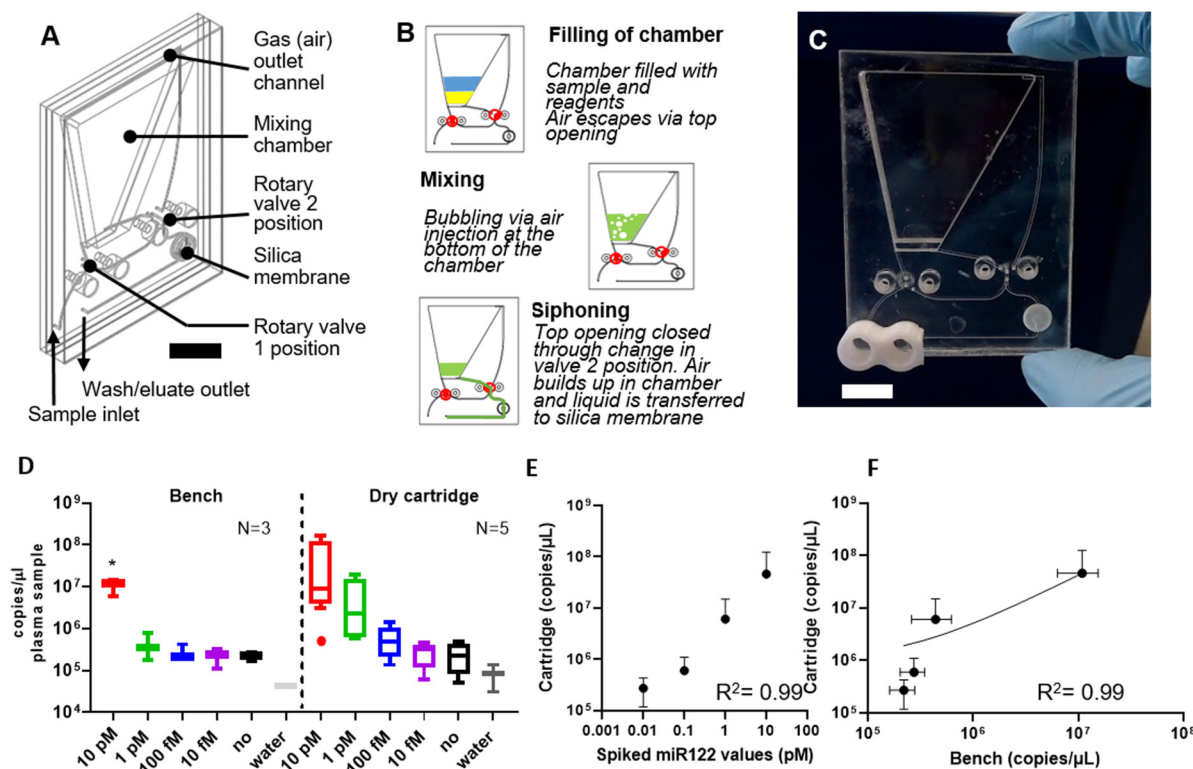 A
Gas (air)
outlet
channel
Mixing
chamber
Rotary
valve 2
position
Silica
membrane
Rotary valve
1 position
Wash/eluate outlet
Sample inlet
B
Filling of chamber
Chamber filled with
sample and
reagents
Air escapes via top
opening
Mixing
Bubbling via air
injection at the
bottom of the
chamber
Siphoning
Top opening closed
through change in
valve 2 position. Air
builds up in chamber
and liquid is transferred
to silica membrane
C
D
Bench
Dry cartridge
N=3
N=5
copies/µl
plasma sample
10⁹
10⁸
10⁷
10⁶
10⁵
10⁴
*
10 pM
1 pM
100 fM
10 fM
no
water
10 pM
1 pM
100 fM
10 fM
no
water
E
Cartridge (copies/µL)
10⁹
10⁸
10⁷
10⁶
10⁵
R²= 0.99
0.001
0.01
0.1
1
10
100
Spiked miR122 values (pM)
F
Cartridge (copies/µL)
10⁹
10⁸
10⁷
10⁶
10⁵
R²= 0.99
10⁵
10⁶
10⁷
10⁸
Bench (copies/µL)